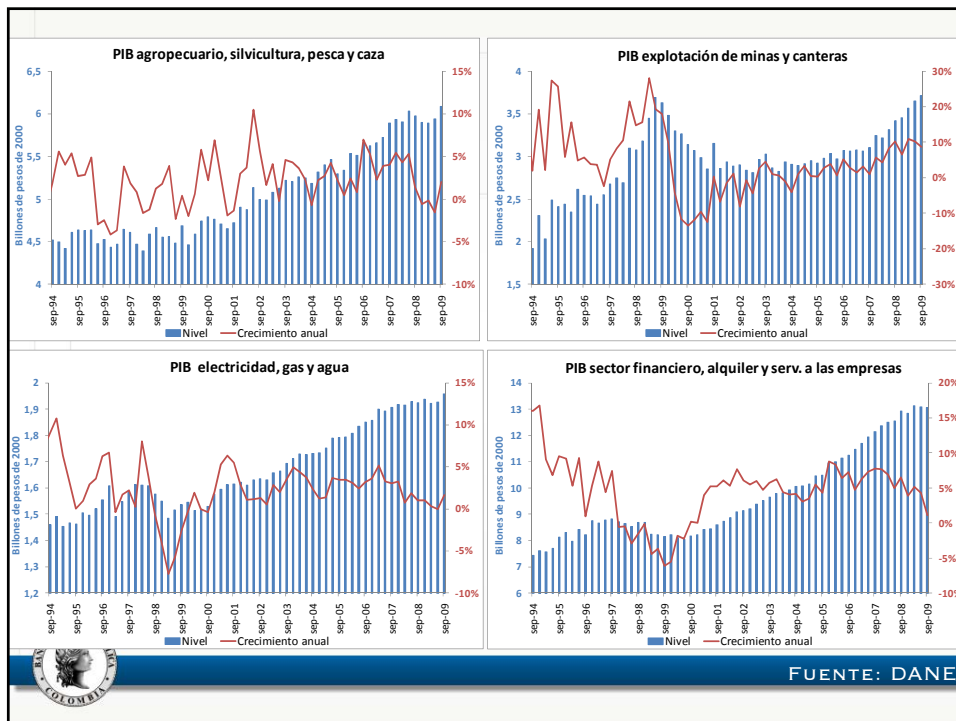 PIB agropecuario, silvicultura, pesca y caza
Billones de pesos de 2000
6,5
6
5,5
5
4,5
4
15%
10%
5%
0%
-5%
-10%
sep-94
sep-95
sep-96
sep-97
sep-98
sep-99
sep-00
sep-01
sep-02
sep-03
sep-04
sep-05
sep-06
sep-07
sep-08
sep-09
Nivel
Crecimiento anual
PIB explotación de minas y canteras
Billones de pesos de 2000
4
3,5
3
2,5
2
1,5
30%
20%
10%
0%
-10%
-20%
-30%
sep-94
sep-95
sep-96
sep-97
sep-98
sep-99
sep-00
sep-01
sep-02
sep-03
sep-04
sep-05
sep-06
sep-07
sep-08
sep-09
Nivel
Crecimiento anual
PIB electricidad, gas y agua
Billones de pesos de 2000
2
1,9
1,8
1,7
1,6
1,5
1,4
1,3
1,2
15%
10%
5%
0%
-5%
-10%
sep-94
sep-95
sep-96
sep-97
sep-98
sep-99
sep-00
sep-01
sep-02
sep-03
sep-04
sep-05
sep-06
sep-07
sep-08
sep-09
Nivel
Crecimiento anual
PIB sector financiero, alquiler y serv. a las empresas
Billones de pesos de 2000
14
13
12
11
10
9
8
7
6
20%
15%
10%
5%
0%
-5%
-10%
sep-94
sep-95
sep-96
sep-97
sep-98
sep-99
sep-00
sep-01
sep-02
sep-03
sep-04
sep-05
sep-06
sep-07
sep-08
sep-09
Nivel
Crecimiento anual
COLOMBIA
FUENTE: DANE